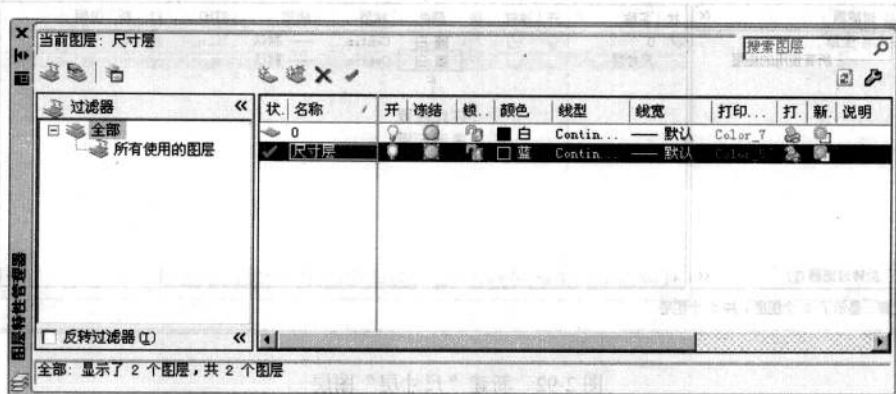 当前图层: 尺寸层
搜索图层
过滤器 «
全部
所有使用的图层
状. 名称 / 开 冻结 锁.. 颜色 线型 线宽 打印... 打. 新. 说明
0 白 Contin... —— 默认 Color_7
尺寸层 蓝 Contin... —— 默认
反转过滤器(I) «
全部: 显示了 2 个图层,共 2 个图层
图层特性管理器